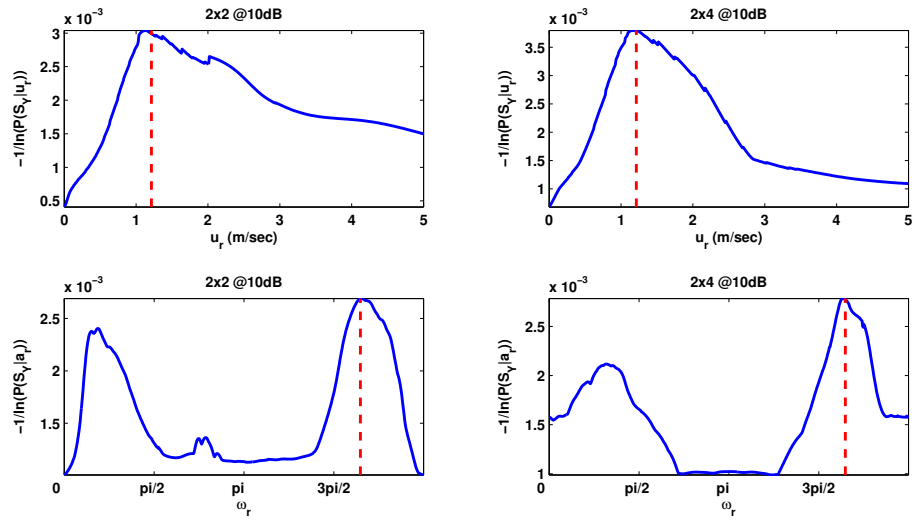 2x2 @10dB
x 10⁻³
3
2.5
2
1.5
1
0.5
0 1 2 3 4 5
-1/ln(P(S_Y|u_r))
u_r (m/sec)
2x4 @10dB
x 10⁻³
3.5
3
2.5
2
1.5
1
0 1 2 3 4 5
-1/ln(P(S_Y|u_r))
u_r (m/sec)
2x2 @10dB
x 10⁻³
2.5
2
1.5
1
0 pi/2 pi 3pi/2
-1/ln(P(S_Y|a_r))
ω_r
2x4 @10dB
x 10⁻³
2.5
2
1.5
1
0 pi/2 pi 3pi/2
-1/ln(P(S_Y|a_r))
ω_r